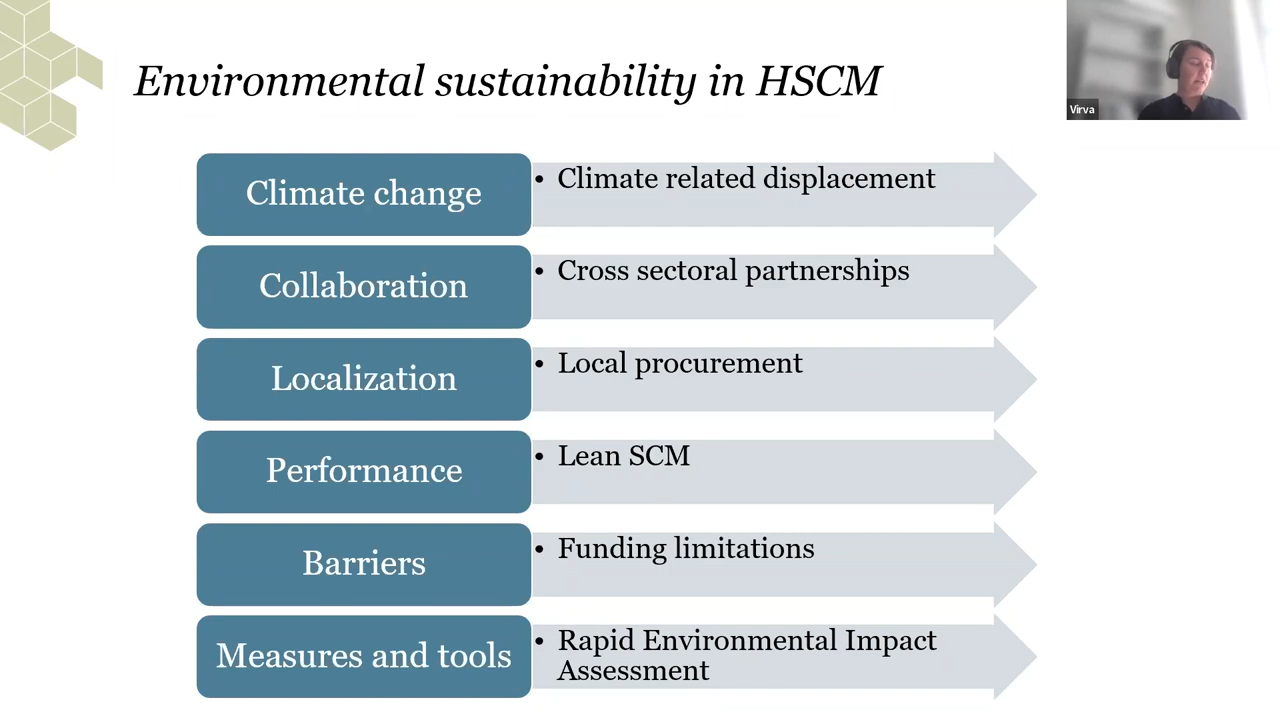 Environmental sustainability in HSCM
Virva
Climate change
• Climate related displacement
Collaboration
• Cross sectoral partnerships
Localization
• Local procurement
Performance
• Lean SCM
Barriers
• Funding limitations
Measures and tools
• Rapid Environmental Impact
Assessment